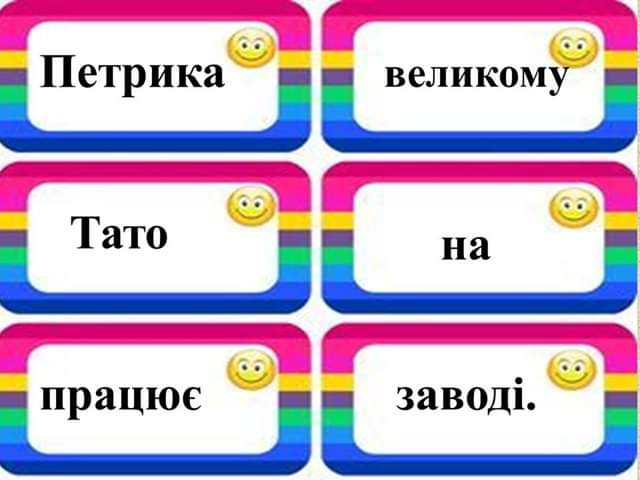 Петрика
великому
Тато
на
працює
заводі.